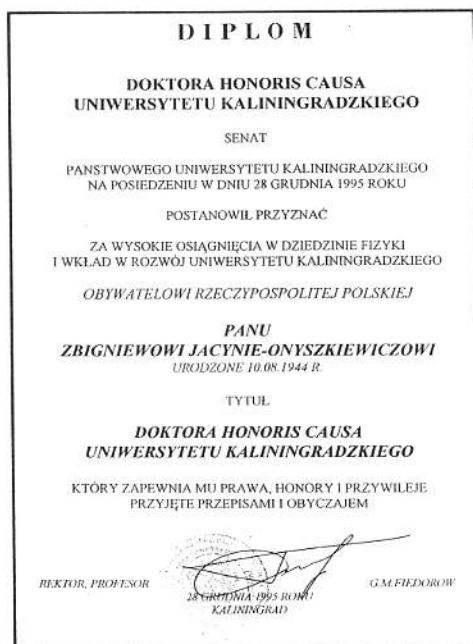 DIPLOM
DOKTORA HONORIS CAUSA
UNIWERSYTETU KALININGRADZKIEGO
SENAT
PAŃSTWOWEGO UNIWERSYTETU KALININGRADZKIEGO
NA POSIEDZENIU W DNIU 28 GRUDNIA 1995 ROKU
POSTANOWIŁ PRZYZNAĆ
ZA WYSOKIE OSIĄGNIĘCIA W DZIEDZINIE FIZYKI
I WKŁAD W ROZWÓJ UNIWERSYTETU KALININGRADZKIEGO
OBYWATELOWI RZECZYPOSPOLITEJ POLSKIEJ
PANU
ZBIGNIEWOWI JACYNIE-ONYSZKIEWICZOWI
URODZONE 10.08.1944 R.
TYTUŁ
DOKTORA HONORIS CAUSA
UNIWERSYTETU KALININGRADZKIEGO
KTÓRY ZAPEWNIA MU PRAWA, HONORY I PRZYWILEJE
PRZYJĘTE PRZEPISAMI I OBYCZAJEM
REKTOR, PROFESOR G.M.FIEDOROW
28 GRUDNIA 1995 ROKU
KALININGRAD